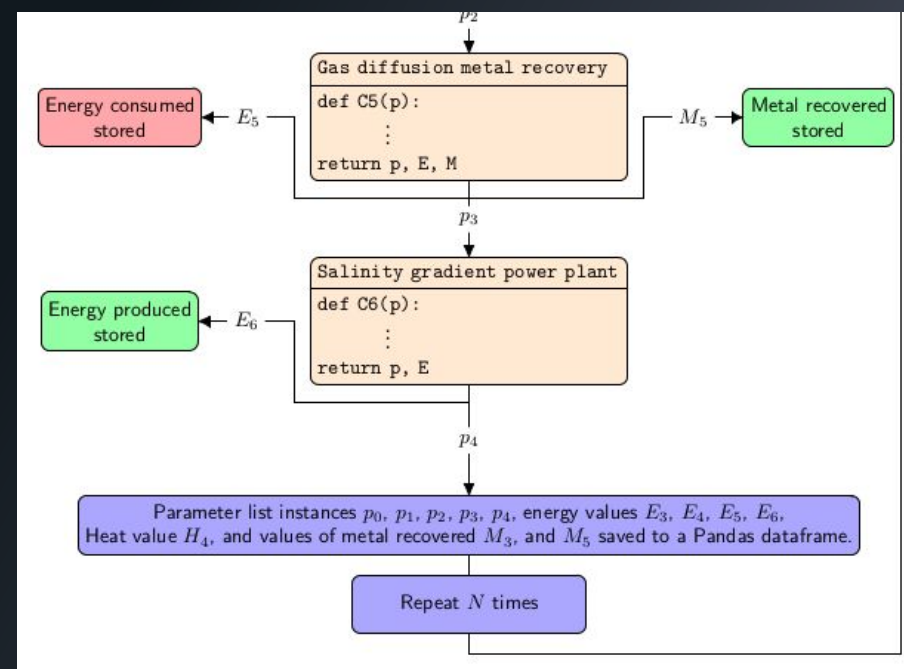 p₂
Gas diffusion metal recovery
def C5(p):
⋮
return p, E, M
Energy consumed
stored
E₅
M₅
Metal recovered
stored
p₃
Salinity gradient power plant
def C6(p):
⋮
return p, E
Energy produced
stored
E₆
p₄
Parameter list instances p₀, p₁, p₂, p₃, p₄, energy values E₃, E₄, E₅, E₆,
Heat value H₄, and values of metal recovered M₃, and M₅ saved to a Pandas dataframe.
Repeat N times